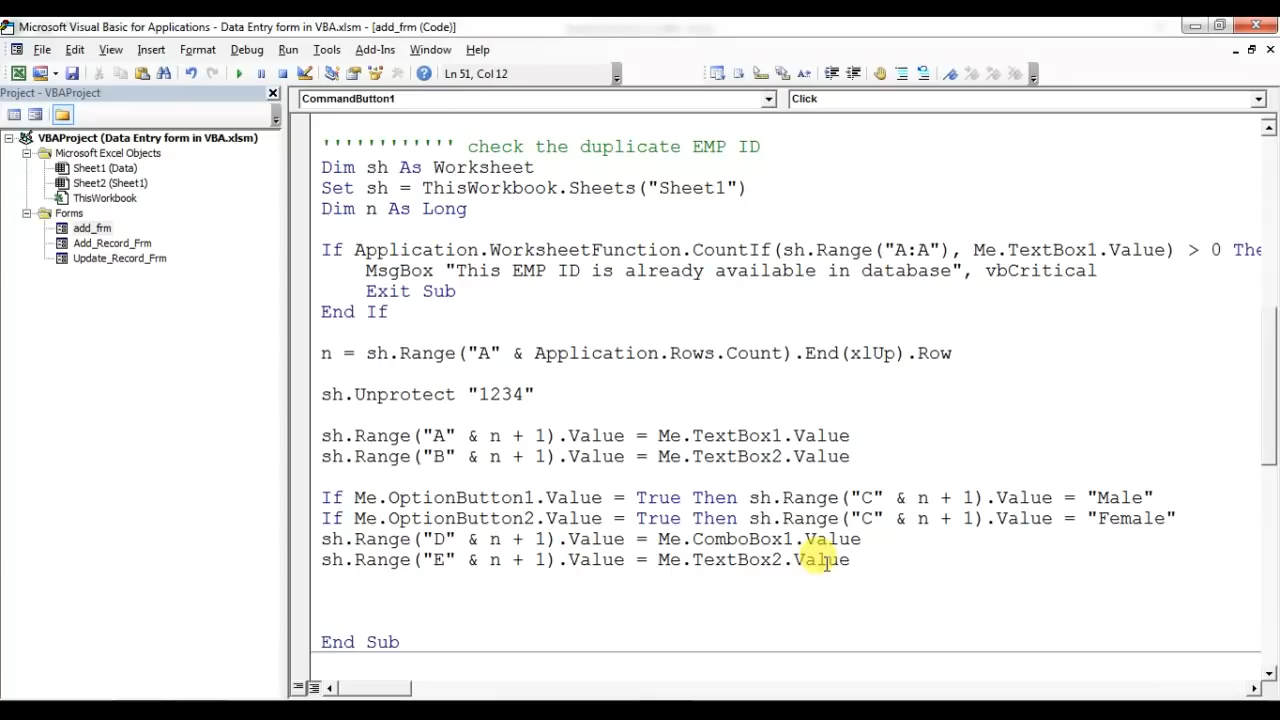 Microsoft Visual Basic for Applications - Data Entry form in VBA.xlsm - [add_frm (Code)]
File Edit View Insert Format Debug Run Tools Add-Ins Window Help
Ln 51, Col 12
Project - VBAProject
CommandButton1
Click
VBAProject (Data Entry form in VBA.xlsm)
Microsoft Excel Objects
Sheet1 (Data)
Sheet2 (Sheet1)
ThisWorkbook
Forms
add_frm
Add_Record_Frm
Update_Record_Frm
'''''''''''' check the duplicate EMP ID
Dim sh As Worksheet
Set sh = ThisWorkbook.Sheets("Sheet1")
Dim n As Long
If Application.WorksheetFunction.CountIf(sh.Range("A:A"), Me.TextBox1.Value) > 0 The
MsgBox "This EMP ID is already available in database", vbCritical
Exit Sub
End If
n = sh.Range("A" & Application.Rows.Count).End(xlUp).Row
sh.Unprotect "1234"
sh.Range("A" & n + 1).Value = Me.TextBox1.Value
sh.Range("B" & n + 1).Value = Me.TextBox2.Value
If Me.OptionButton1.Value = True Then sh.Range("C" & n + 1).Value = "Male"
If Me.OptionButton2.Value = True Then sh.Range("C" & n + 1).Value = "Female"
sh.Range("D" & n + 1).Value = Me.ComboBox1.Value
sh.Range("E" & n + 1).Value = Me.TextBox2.Value
End Sub